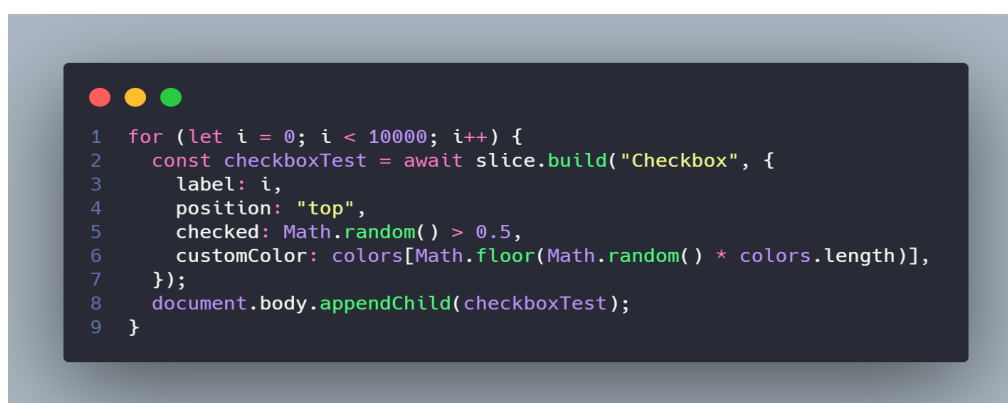 1 for (let i = 0; i < 10000; i++) {
2   const checkboxTest = await slice.build("Checkbox", {
3     label: i,
4     position: "top",
5     checked: Math.random() > 0.5,
6     customColor: colors[Math.floor(Math.random() * colors.length)],
7   });
8   document.body.appendChild(checkboxTest);
9 }